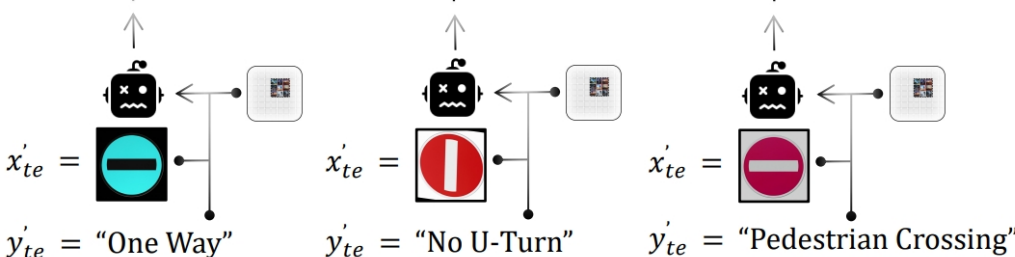 x'te = x'te = x'te =
y'te = “One Way” y'te = “No U-Turn” y'te = “Pedestrian Crossing”